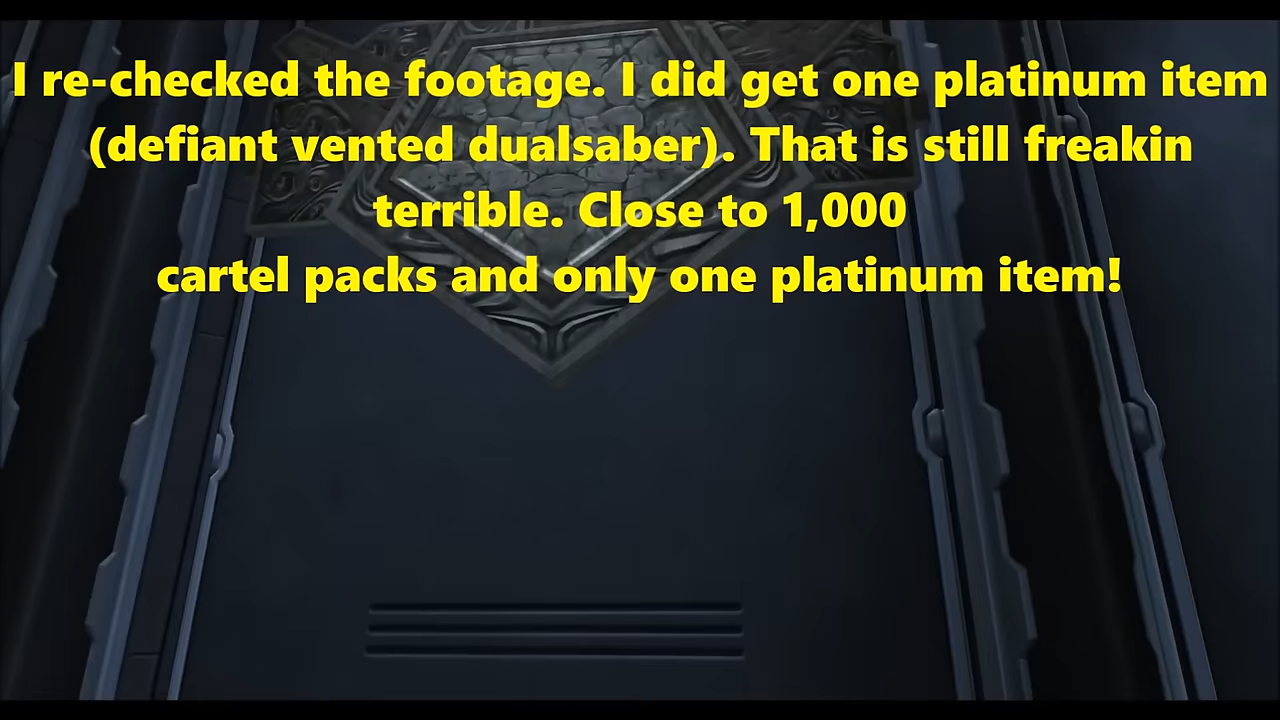 I re-checked the footage. I did get one platinum item
(defiant vented dualsaber). That is still freakin
terrible. Close to 1,000
cartel packs and only one platinum item!